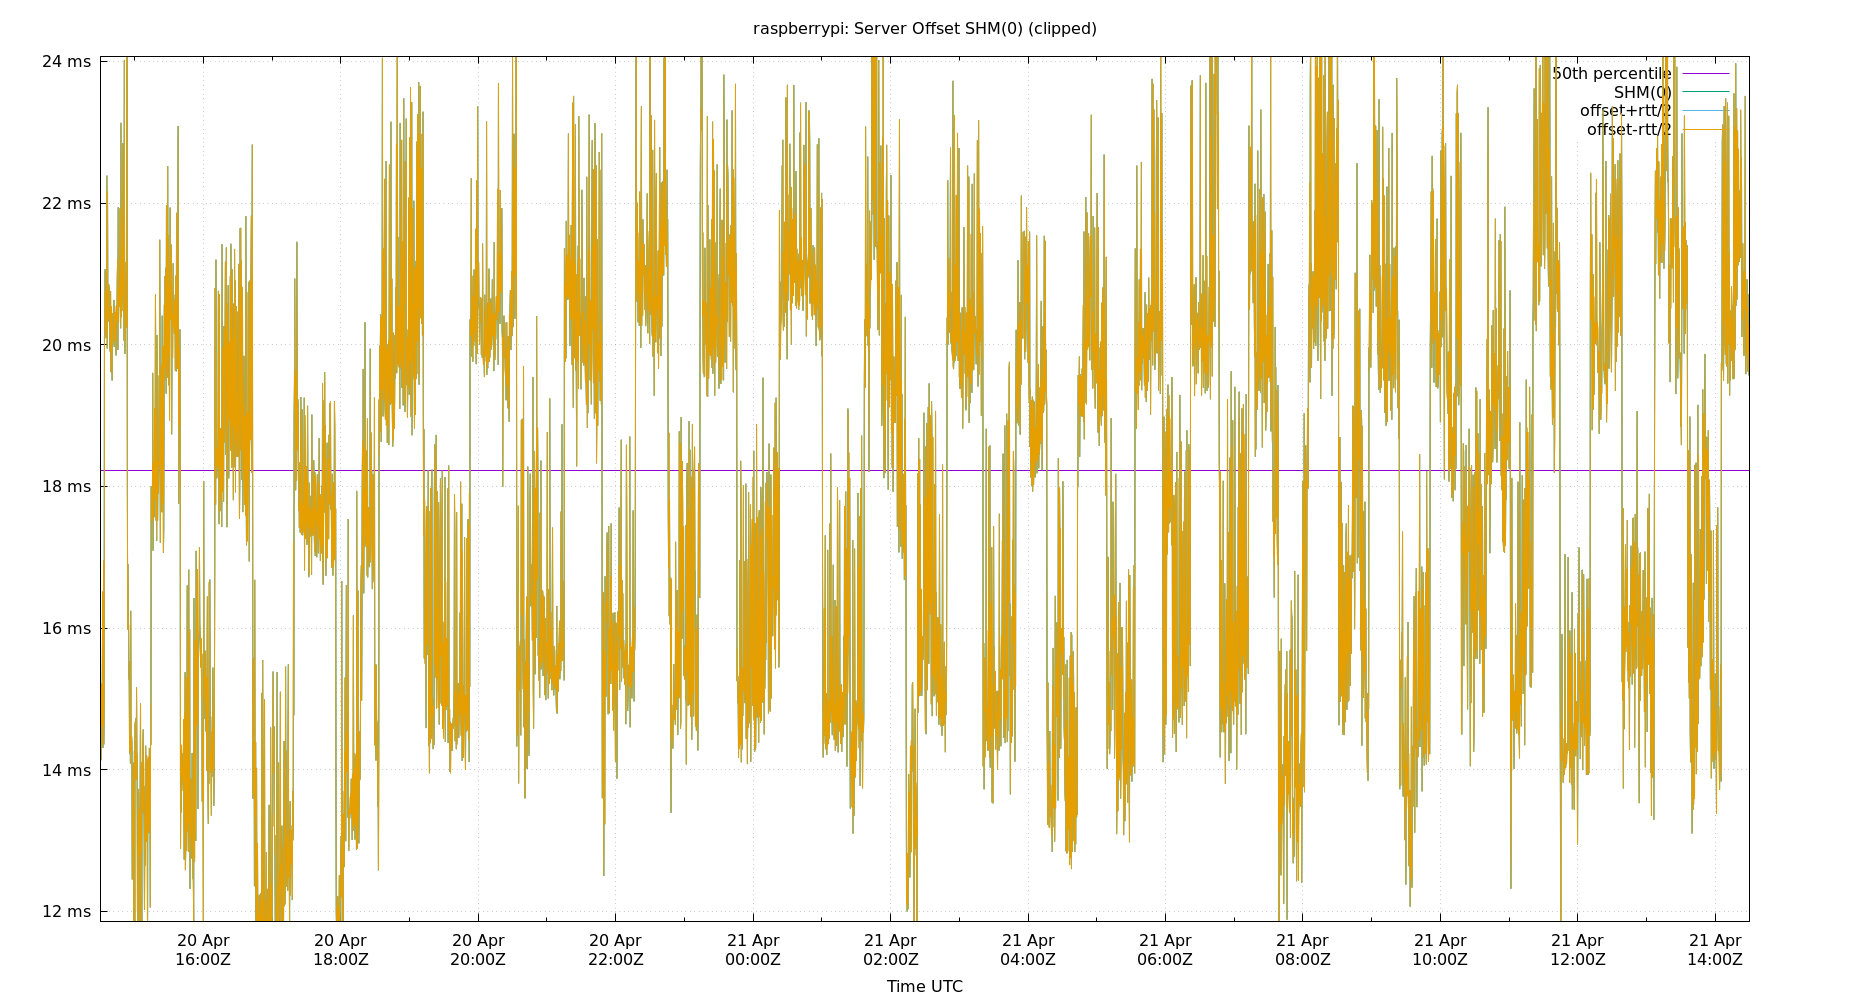 raspberrypi: Server Offset SHM(0) (clipped)
24 ms
22 ms
20 ms
18 ms
16 ms
14 ms
12 ms
50th percentile
SHM(0)
offset+rtt/2
offset-rtt/2
20 Apr
16:00Z
20 Apr
18:00Z
20 Apr
20:00Z
20 Apr
22:00Z
21 Apr
00:00Z
21 Apr
02:00Z
21 Apr
04:00Z
21 Apr
06:00Z
21 Apr
08:00Z
21 Apr
10:00Z
21 Apr
12:00Z
21 Apr
14:00Z
Time UTC